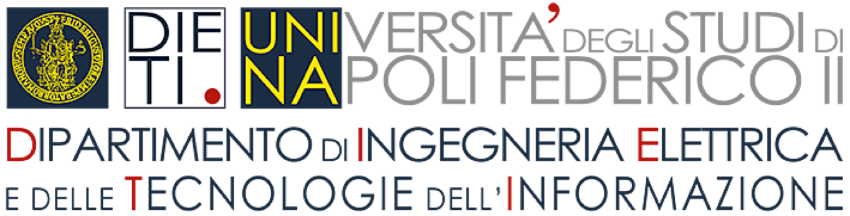 DIE
TI.
UNIVERSITA' DEGLI STUDI DI
NAPOLI FEDERICO II
DIPARTIMENTO DI INGEGNERIA ELETTRICA
E DELLE TECNOLOGIE DELL'INFORMAZIONE